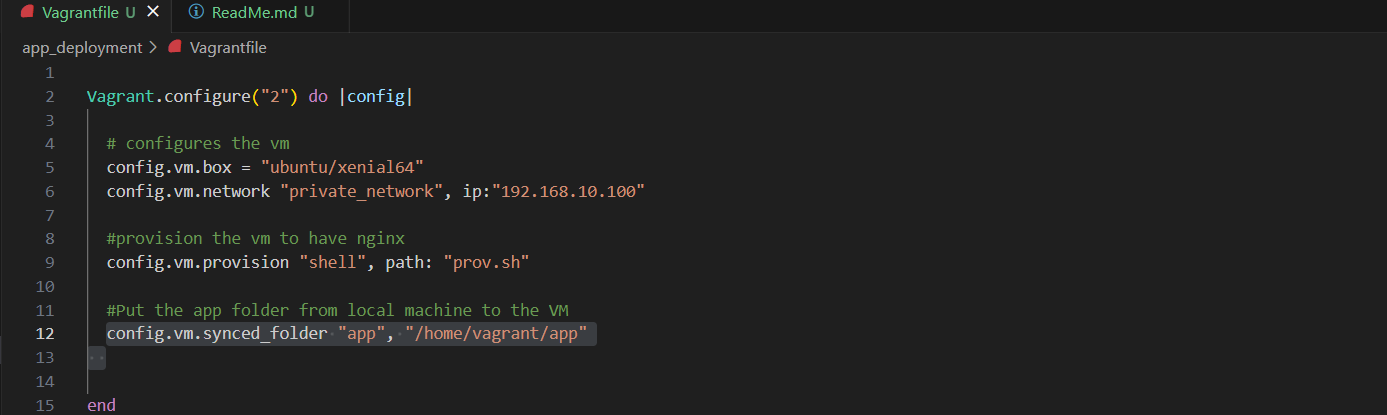 Vagrantfile U ×
ReadMe.md U
app_deployment > Vagrantfile
1
2 Vagrant.configure("2") do |config|
3
4 # configures the vm
5 config.vm.box = "ubuntu/xenial64"
6 config.vm.network "private_network", ip:"192.168.10.100"
7
8 #provision the vm to have nginx
9 config.vm.provision "shell", path: "prov.sh"
10
11 #Put the app folder from local machine to the VM
12 config.vm.synced_folder "app", "/home/vagrant/app"
13
14
15 end